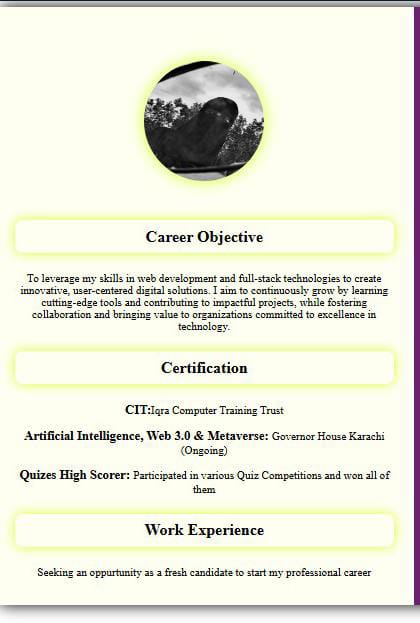 Career Objective
To leverage my skills in web development and full-stack technologies to create
innovative, user-centered digital solutions. I aim to continuously grow by learning
cutting-edge tools and contributing to impactful projects, while fostering
collaboration and bringing value to organizations committed to excellence in
technology.
Certification
CIT:Iqra Computer Training Trust
Artificial Intelligence, Web 3.0 & Metaverse: Governor House Karachi
(Ongoing)
Quizes High Scorer: Participated in various Quiz Competitions and won all of
them
Work Experience
Seeking an oppurtunity as a fresh candidate to start my professional career